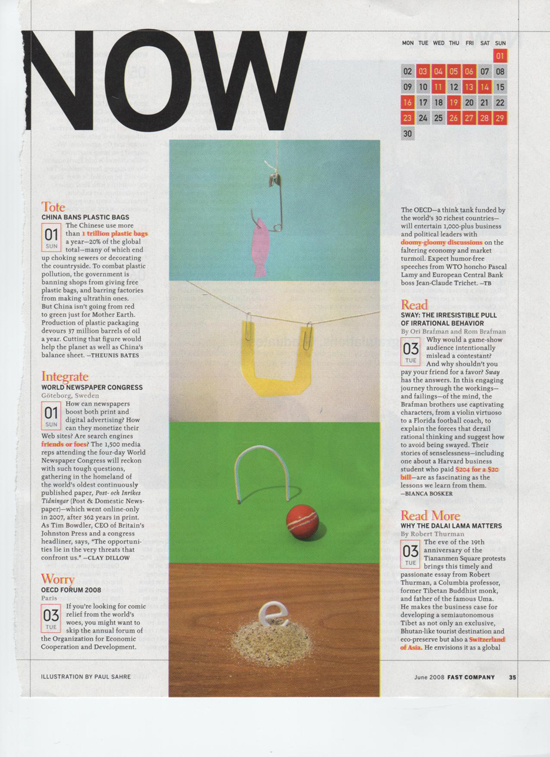 NOW
MON TUE WED THU FRI SAT SUN
01
02 03 04 05 06 07 08
09 10 11 12 13 14 15
16 17 18 19 20 21 22
23 24 25 26 27 28 29
30
Tote
CHINA BANS PLASTIC BAGS
01
SUN
The Chinese use more
than 1 trillion plastic bags
a year—20% of the global
total—many of which end
up choking sewers or decorating
the countryside. To combat plastic
pollution, the government is
banning shops from giving free
plastic bags, and barring factories
from making ultrathin ones.
But China isn't going from red
to green just for Mother Earth.
Production of plastic packaging
devours 37 million barrels of oil
a year. Cutting that figure would
help the planet as well as China's
balance sheet. —THEUNIS BATES
Integrate
WORLD NEWSPAPER CONGRESS
Göteborg, Sweden
01
SUN
How can newspapers
boost both print and
digital advertising? How
can they monetize their
Web sites? Are search engines
friends or foes? The 1,500 media
reps attending the four-day World
Newspaper Congress will reckon
with such tough questions,
gathering in the homeland
of the world's oldest continuously
published paper, Post- och Inrikes
Tidningar (Post & Domestic News-
paper)—which went online-only
in 2007, after 362 years in print.
As Tim Bowdler, CEO of Britain's
Johnston Press and a congress
headliner, says, "The opportuni-
ties lie in the very threats that
confront us." —CLAY DILLOW
Worry
OECD FORUM 2008
Paris
03
TUE
If you're looking for comic
relief from the world's
woes, you might want to
skip the annual forum of
the Organization for Economic
Cooperation and Development.
The OECD—a think tank funded by
the world's 30 richest countries—
will entertain 1,000-plus business
and political leaders with
doomy-gloomy discussions on the
faltering economy and market
turmoil. Expect humor-free
speeches from WTO honcho Pascal
Lamy and European Central Bank
boss Jean-Claude Trichet. —TB
Read
SWAY: THE IRRESISTIBLE PULL
OF IRRATIONAL BEHAVIOR
By Ori Brafman and Rom Brafman
03
TUE
Why would a game-show
audience intentionally
mislead a contestant?
And why shouldn't you
pay your friend for a favor? Sway
has the answers. In this engaging
journey through the workings—
and failings—of the mind, the
Brafman brothers use captivating
characters, from a violin virtuoso
to a Florida football coach, to
explain the forces that derail
rational thinking and suggest how
to avoid being swayed. Their
stories of senselessness—including
one about a Harvard business
student who paid $204 for a $20
bill—are as fascinating as the
lessons we learn from them.
—BIANCA BOSKER
Read More
WHY THE DALAI LAMA MATTERS
By Robert Thurman
03
TUE
The eve of the 19th
anniversary of the
Tiananmen Square protests
brings this timely and
passionate essay from Robert
Thurman, a Columbia professor,
former Tibetan Buddhist monk,
and father of the famous Uma.
He makes the business case for
developing a semiautonomous
Tibet as not only an exclusive,
Bhutan-like tourist destination and
eco-preserve but also a Switzerland
of Asia. He envisions it as a global
e
ILLUSTRATION BY PAUL SAHRE
June 2008 FAST COMPANY 35